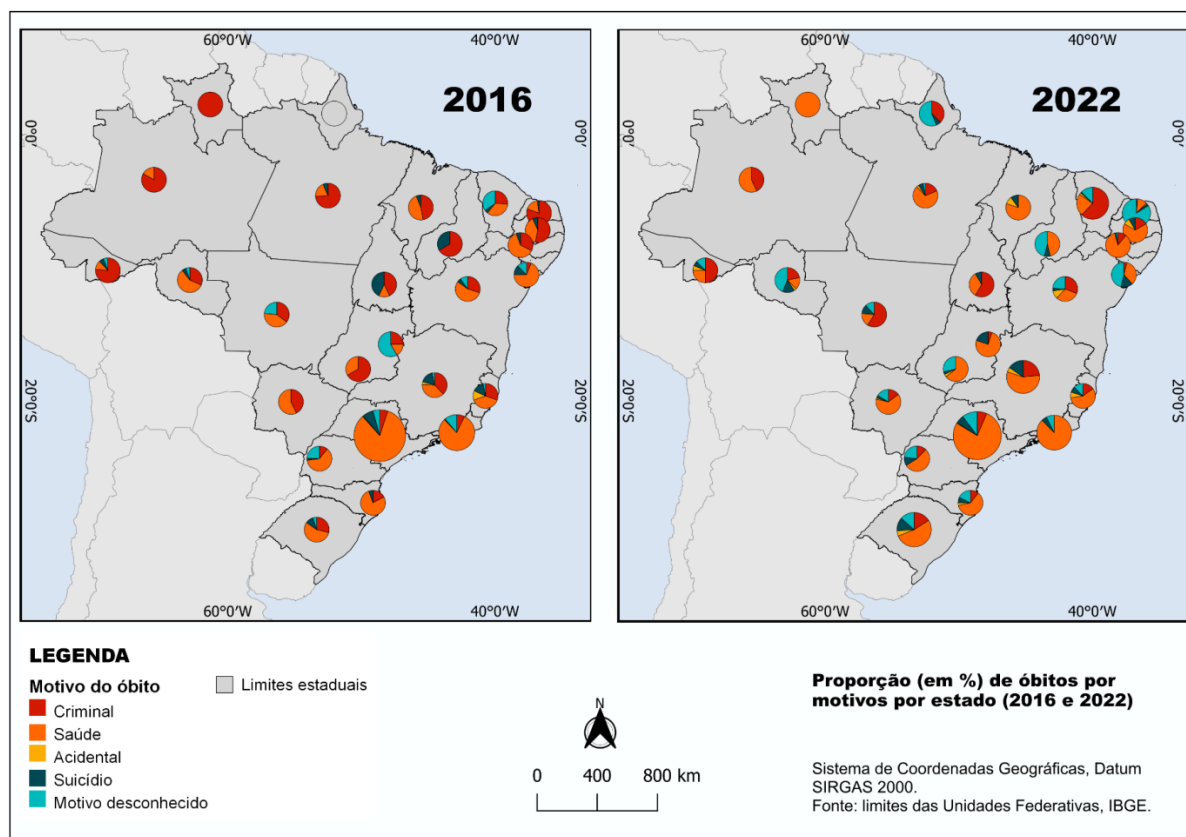 60°0'W
40°0'W
2016
0°0'
0°0'
20°0'S
20°0'S
60°0'W
40°0'W
60°0'W
40°0'W
2022
0°0'
0°0'
20°0'S
20°0'S
60°0'W
40°0'W
LEGENDA
Motivo do óbito
Limites estaduais
Criminal
Saúde
Acidental
Suicídio
Motivo desconhecido
N
0 400 800 km
Proporção (em %) de óbitos por
motivos por estado (2016 e 2022)
Sistema de Coordenadas Geográficas, Datum
SIRGAS 2000.
Fonte: limites das Unidades Federativas, IBGE.